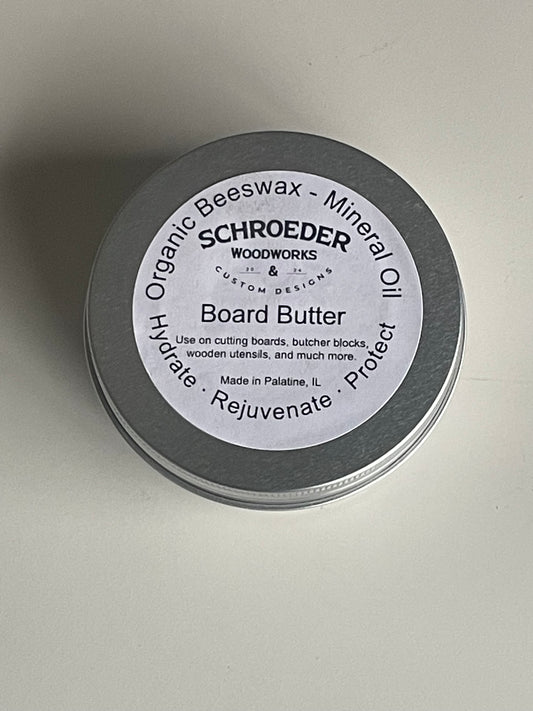 Organic Beeswax - Mineral Oil
SCHROEDER
WOODWORKS
20 & 24
CUSTOM DESIGNS
Board Butter
Use on cutting boards, butcher blocks,
wooden utensils, and much more.
Made in Palatine, IL
Hydrate · Rejuvenate · Protect